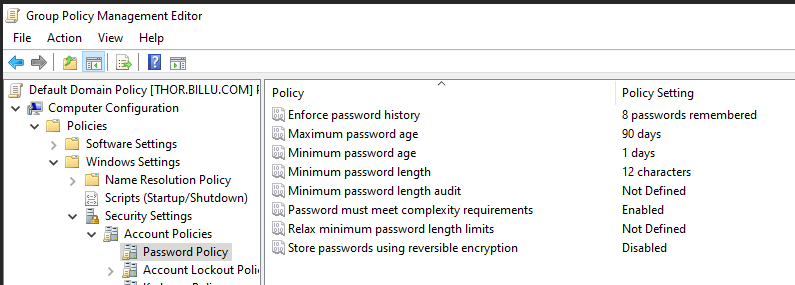 Group Policy Management Editor
File Action View Help
Default Domain Policy [THOR.BILLU.COM]
Computer Configuration
Policies
Software Settings
Windows Settings
Name Resolution Policy
Scripts (Startup/Shutdown)
Security Settings
Account Policies
Password Policy
Account Lockout
Policy Policy Setting
Enforce password history 8 passwords remembered
Maximum password age 90 days
Minimum password age 1 days
Minimum password length 12 characters
Minimum password length audit Not Defined
Password must meet complexity requirements Enabled
Relax minimum password length limits Not Defined
Store passwords using reversible encryption Disabled